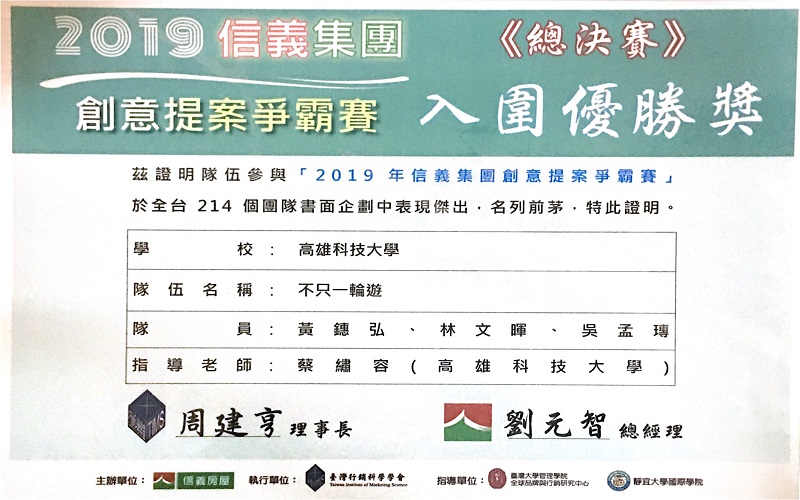 2019 信義集團
《總決賽》
創意提案爭霸賽
入圍優勝獎
茲證明隊伍參與「2019 年信義集團創意提案爭霸賽」
於全台 214 個團隊書面企劃中表現傑出，名列前茅，特此證明。
學校： 高雄科技大學
隊伍名稱： 不只一輪遊
隊員： 黃鏸弘、林文暉、吳孟瑼
指導老師： 蔡繡容(高雄科技大學)
TIMS
周建亨 理事長
劉元智 總經理
主辦單位： 信義房屋 執行單位： 臺灣行銷科學學會 指導單位： 臺灣大學管理學院 靜宜大學國際學院
Taiwan Institute of Marketing Science
全球品牌與行銷研究中心